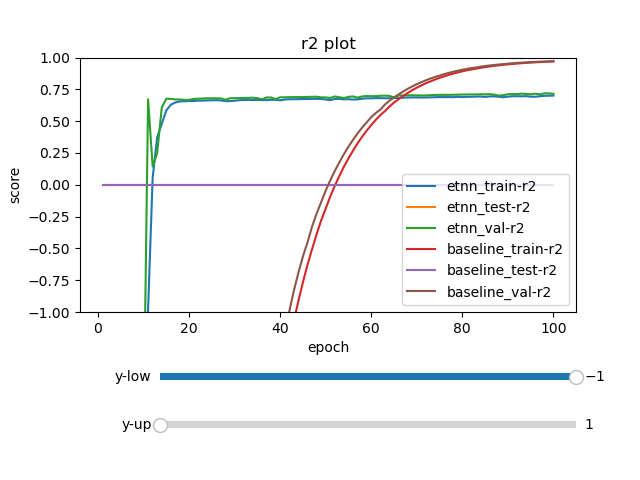 r2 plot
1.00
0.75
0.50
0.25
0.00
−0.25
−0.50
−0.75
−1.00
score
etnn_train-r2
etnn_test-r2
etnn_val-r2
baseline_train-r2
baseline_test-r2
baseline_val-r2
0 20 40 60 80 100
epoch
y-low −1
y-up 1